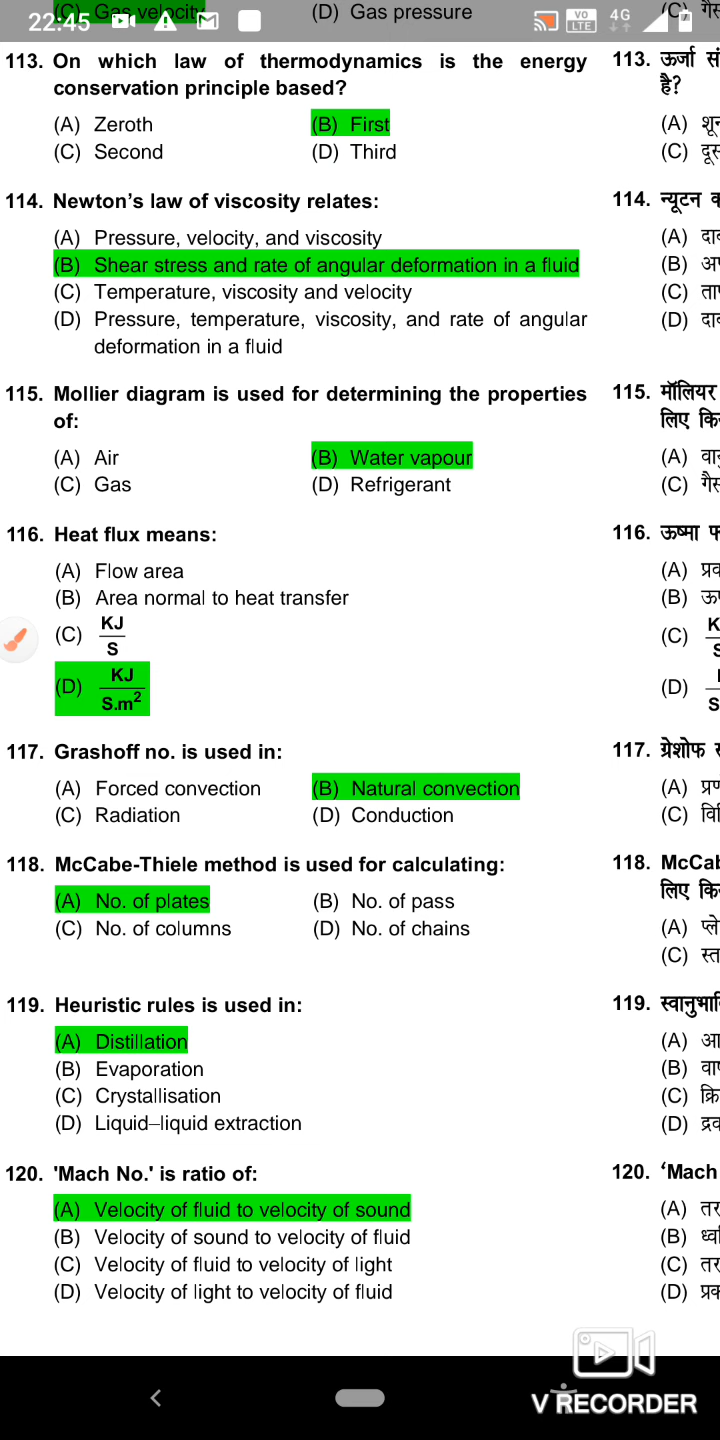 (C) Gas velocity (D) Gas pressure
22:45 VO LTE 4G
113. On which law of thermodynamics is the energy
conservation principle based?
(A) Zeroth (B) First
(C) Second (D) Third
114. Newton's law of viscosity relates:
(A) Pressure, velocity, and viscosity
(B) Shear stress and rate of angular deformation in a fluid
(C) Temperature, viscosity and velocity
(D) Pressure, temperature, viscosity, and rate of angular
deformation in a fluid
115. Mollier diagram is used for determining the properties
of:
(A) Air (B) Water vapour
(C) Gas (D) Refrigerant
116. Heat flux means:
(A) Flow area
(B) Area normal to heat transfer
(C) KJ
S
(D) KJ
S.m²
117. Grashoff no. is used in:
(A) Forced convection (B) Natural convection
(C) Radiation (D) Conduction
118. McCabe-Thiele method is used for calculating:
(A) No. of plates (B) No. of pass
(C) No. of columns (D) No. of chains
119. Heuristic rules is used in:
(A) Distillation
(B) Evaporation
(C) Crystallisation
(D) Liquid–liquid extraction
120. 'Mach No.' is ratio of:
(A) Velocity of fluid to velocity of sound
(B) Velocity of sound to velocity of fluid
(C) Velocity of fluid to velocity of light
(D) Velocity of light to velocity of fluid
(C)
113. ऊर्जा
है?
(A)
(C)
114. न्यूटन
(A)
(B)
(C)
(D)
115. मॉलियर
लिए
(A)
(C)
116. ऊष्मा
(A)
(B)
(C)
(D)
117. ग्रेशोफ
(A)
(C)
118.
लिए
(A)
(C)
119.
(A)
(B)
(C)
(D)
120. ‘Mach
(A)
(B)
(C)
(D)
V RECORDER